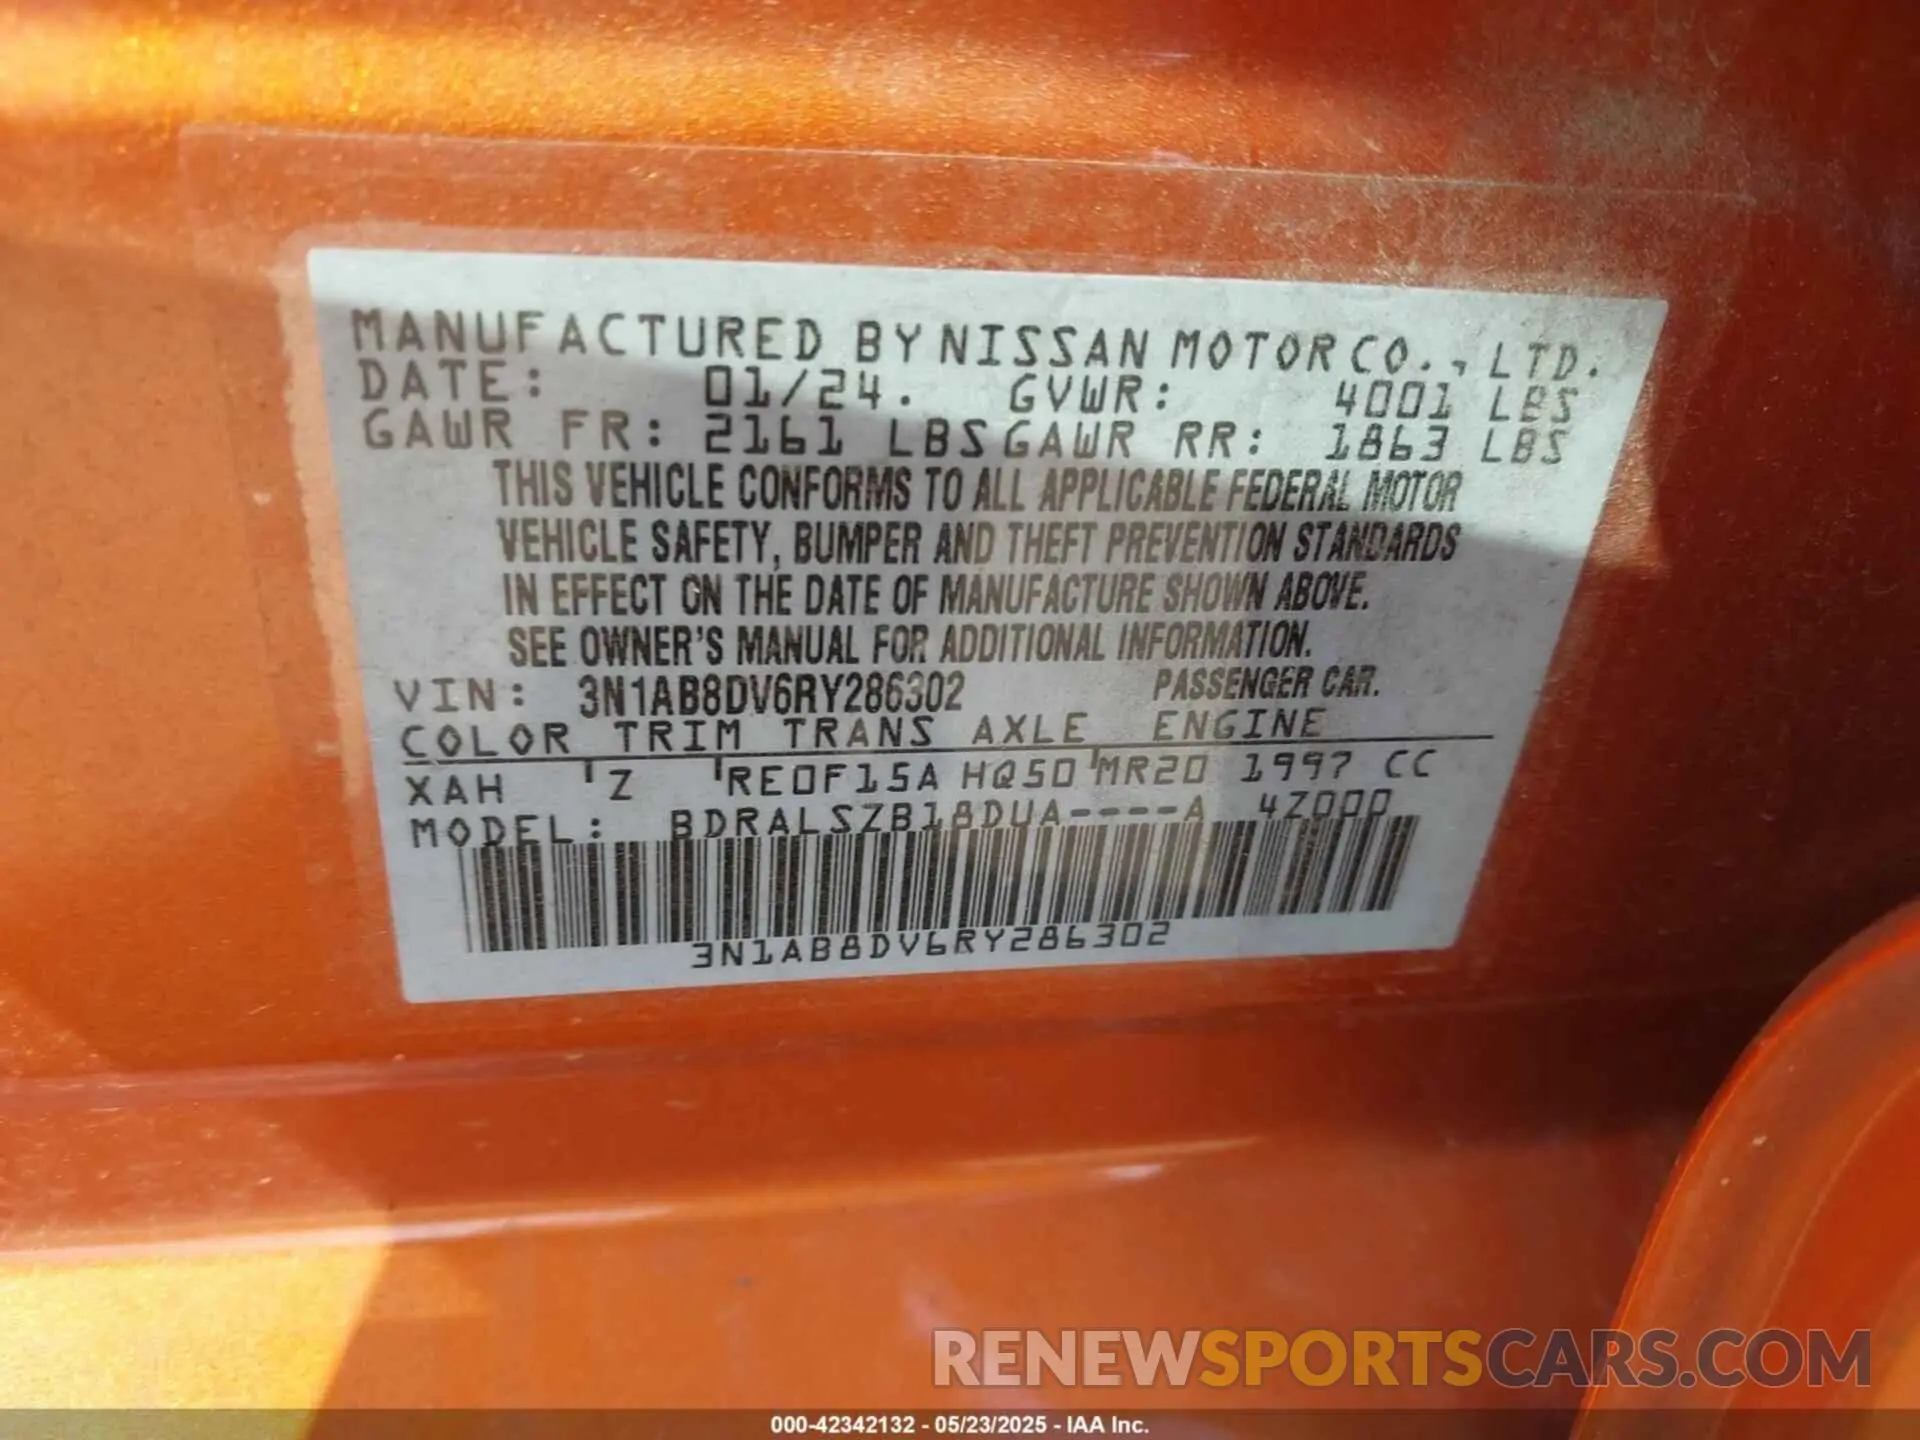 MANUFACTURED BY NISSAN MOTOR CO., LTD.
DATE: 01/24. GVWR: 4001 LBS
GAWR FR: 2161 LBS GAWR RR: 1863 LBS
THIS VEHICLE CONFORMS TO ALL APPLICABLE FEDERAL MOTOR
VEHICLE SAFETY, BUMPER AND THEFT PREVENTION STANDARDS
IN EFFECT ON THE DATE OF MANUFACTURE SHOWN ABOVE.
SEE OWNER'S MANUAL FOR ADDITIONAL INFORMATION.
VIN: 3N1AB8DV6RY286302 PASSENGER CAR.
COLOR TRIM TRANS AXLE ENGINE
XAH Z RE0F15A HQ50 MR20 1997 CC
MODEL: BDRALSZB18DUA----A 4Z000
3N1AB8DV6RY286302
RENEWSPORTSCARS.COM
000-42342132 - 05/23/2025 - IAA Inc.